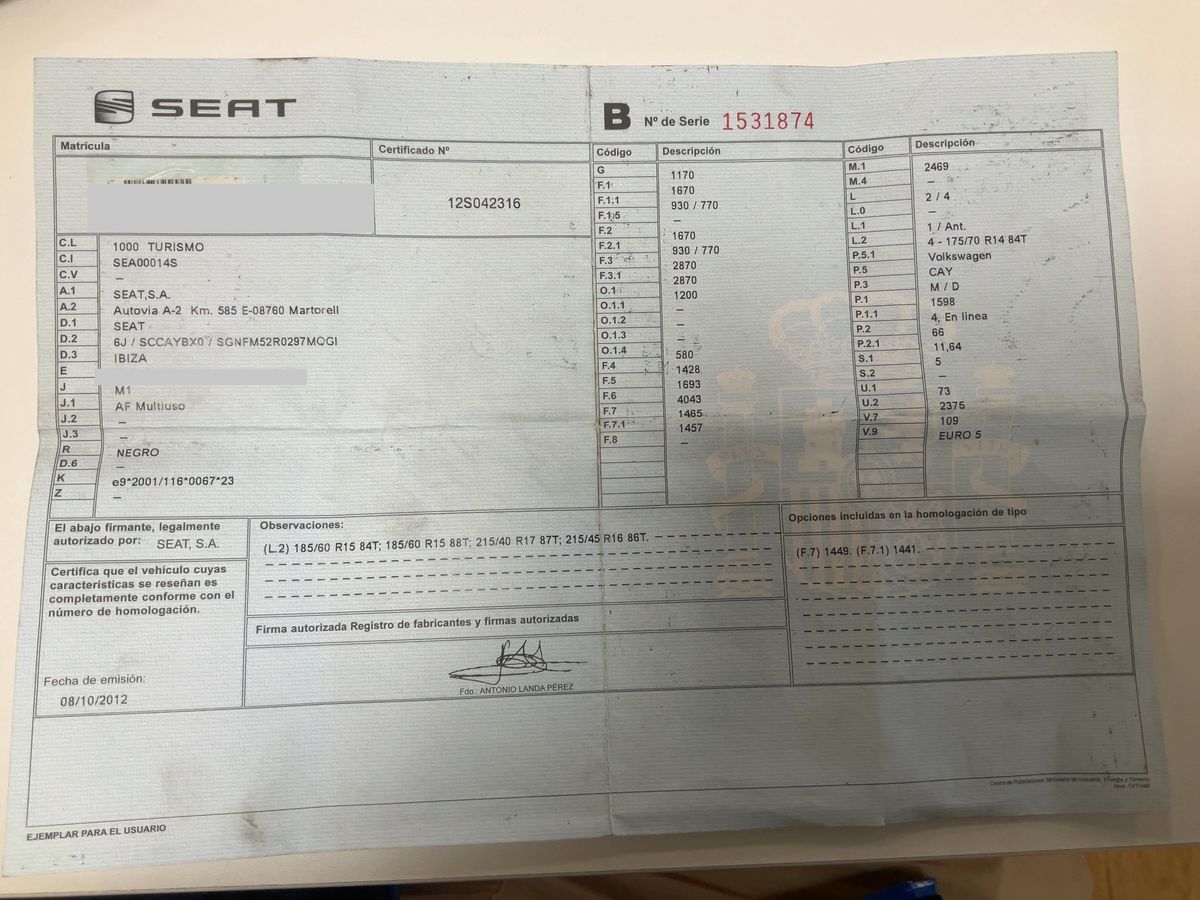 SEAT
B Nº de Serie 1531874
Matrícula
Certificado Nº
12S042316
C.L 1000 TURISMO
C.I SEA00014S
C.V –
A.1 SEAT,S.A.
A.2 Autovia A-2 Km. 585 E-08760 Martorell
D.1 SEAT
D.2 6J / SCCAYBX0 / SGNFM52R0297MOGI
D.3 IBIZA
E
J M1
J.1 AF Multiuso
J.2 –
J.3 –
R NEGRO
D.6 –
K e9*2001/116*0067*23
Z –
Código Descripción
G 1170
F.1 1670
F.1.1 930 / 770
F.1.5 –
F.2 1670
F.2.1 930 / 770
F.3 2870
F.3.1 2870
O.1 1200
O.1.1 –
O.1.2 –
O.1.3 –
O.1.4 580
F.4 1428
F.5 1693
F.6 4043
F.7 1465
F.7.1 1457
F.8 –
Código Descripción
M.1 2469
M.4 –
L 2 / 4
L.0 –
L.1 1 / Ant.
L.2 4 - 175/70 R14 84T
P.5.1 Volkswagen
P.5 CAY
P.3 M / D
P.1 1598
P.1.1 4, En linea
P.2 66
P.2.1 11,64
S.1 5
S.2 –
U.1 73
U.2 2375
V.7 109
V.9 EURO 5
El abajo firmante, legalmente
autorizado por: SEAT, S.A.
Certifica que el vehículo cuyas
características se reseñan es
completamente conforme con el
número de homologación.
Fecha de emisión:
08/10/2012
Observaciones:
(L.2) 185/60 R15 84T; 185/60 R15 88T; 215/40 R17 87T; 215/45 R16 86T.
Firma autorizada Registro de fabricantes y firmas autorizadas
Fdo.: ANTONIO LANDA PÉREZ
Opciones incluidas en la homologación de tipo
(F.7) 1449. (F.7.1) 1441.
Centro de Publicaciones. Ministerio de Industria, Energía y Turismo
EJEMPLAR PARA EL USUARIO